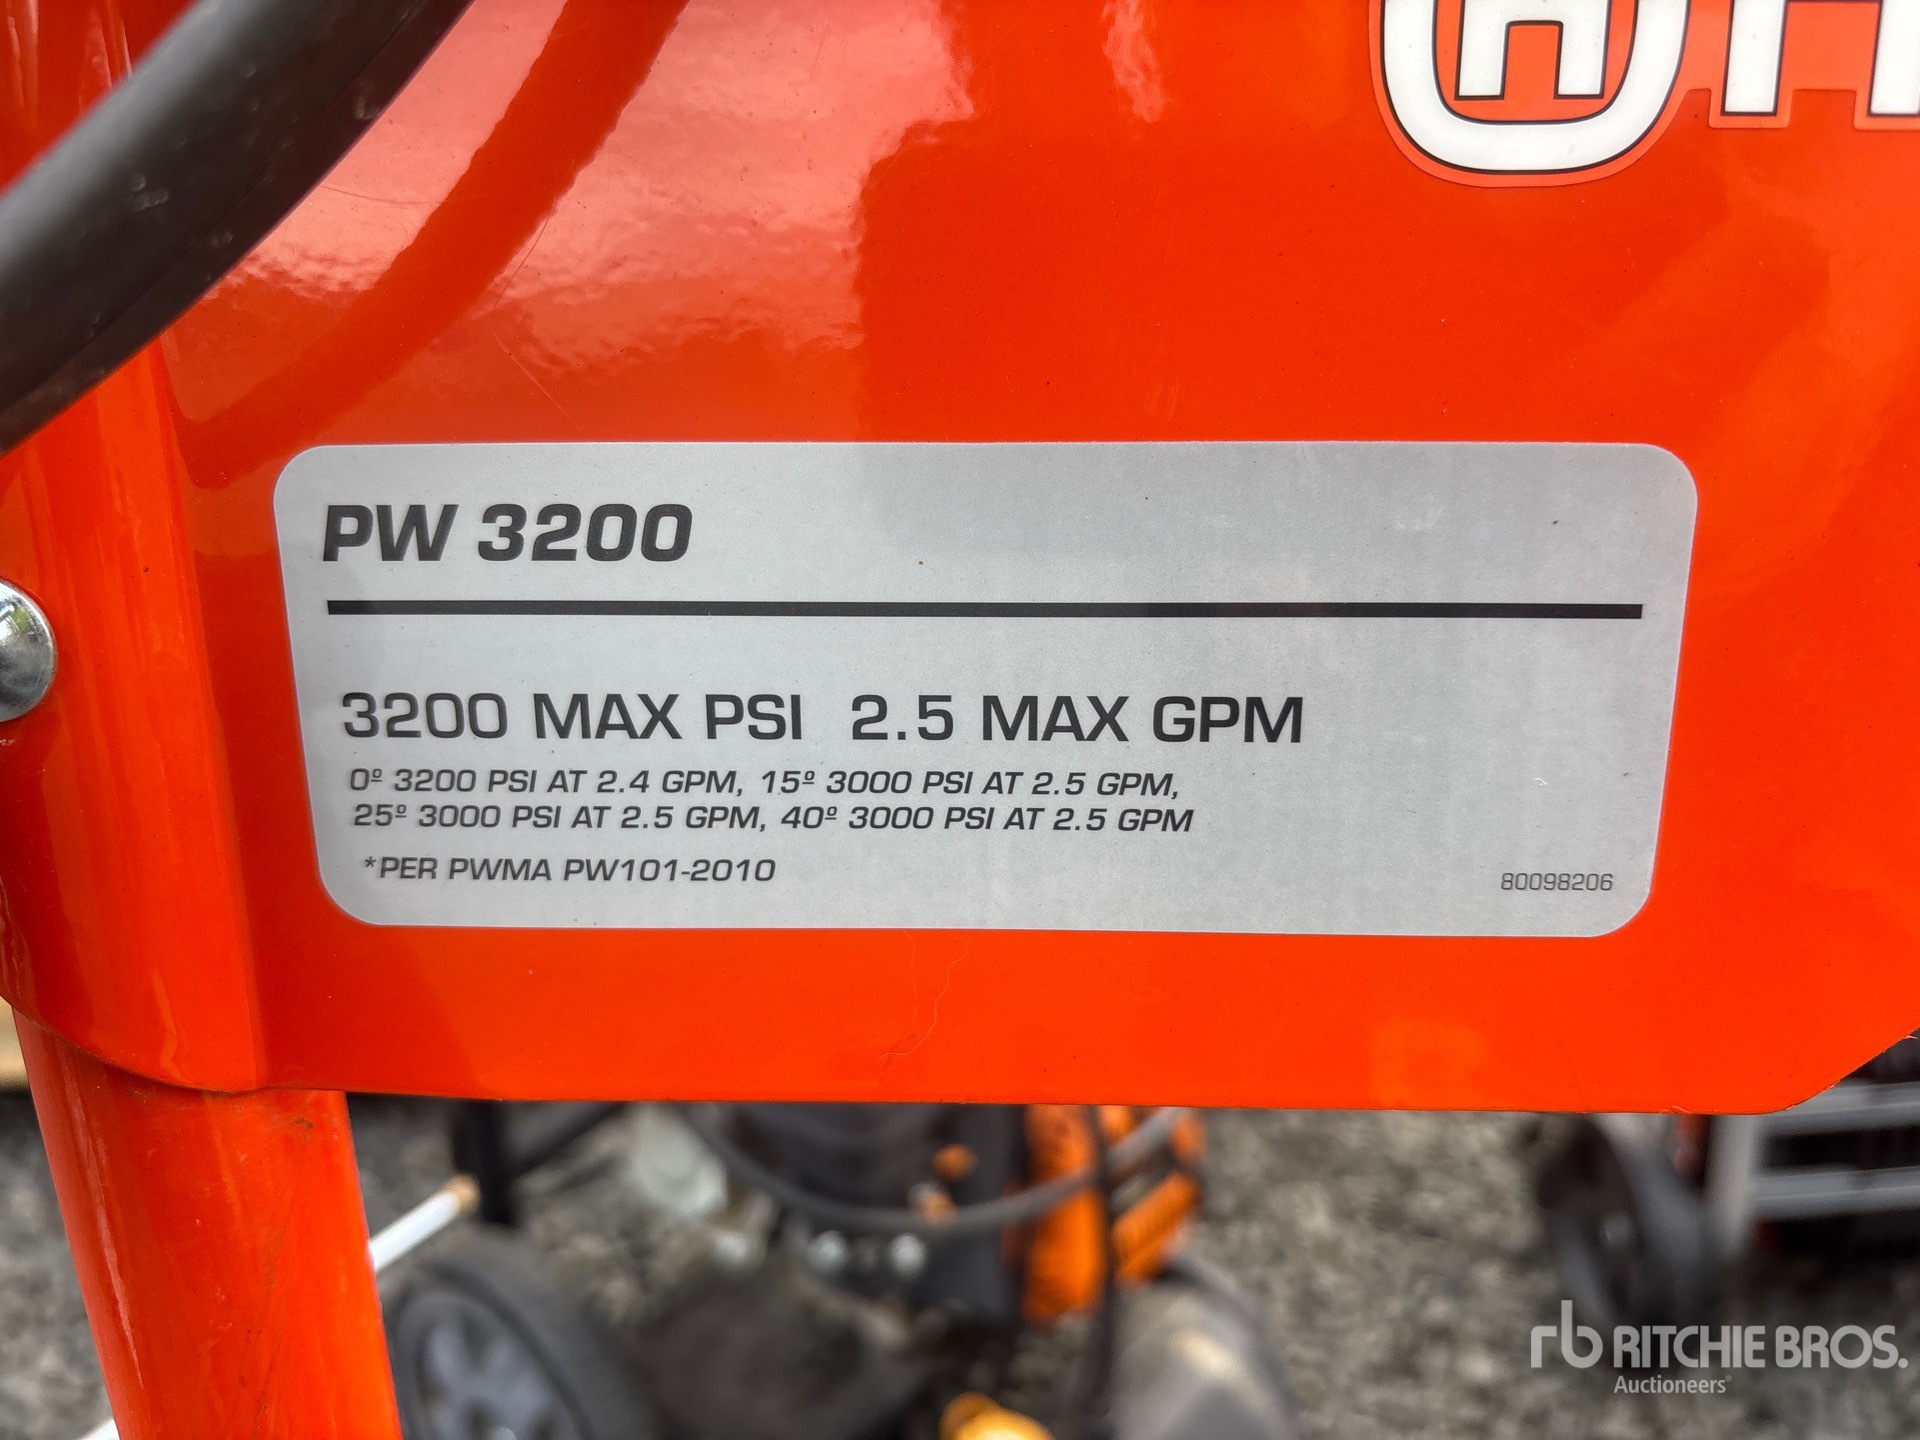 PW 3200
3200 MAX PSI 2.5 MAX GPM
0º 3200 PSI AT 2.4 GPM, 15º 3000 PSI AT 2.5 GPM,
25º 3000 PSI AT 2.5 GPM, 40º 3000 PSI AT 2.5 GPM
*PER PWMA PW101-2010
80098206
rb RITCHIE BROS.
Auctioneers